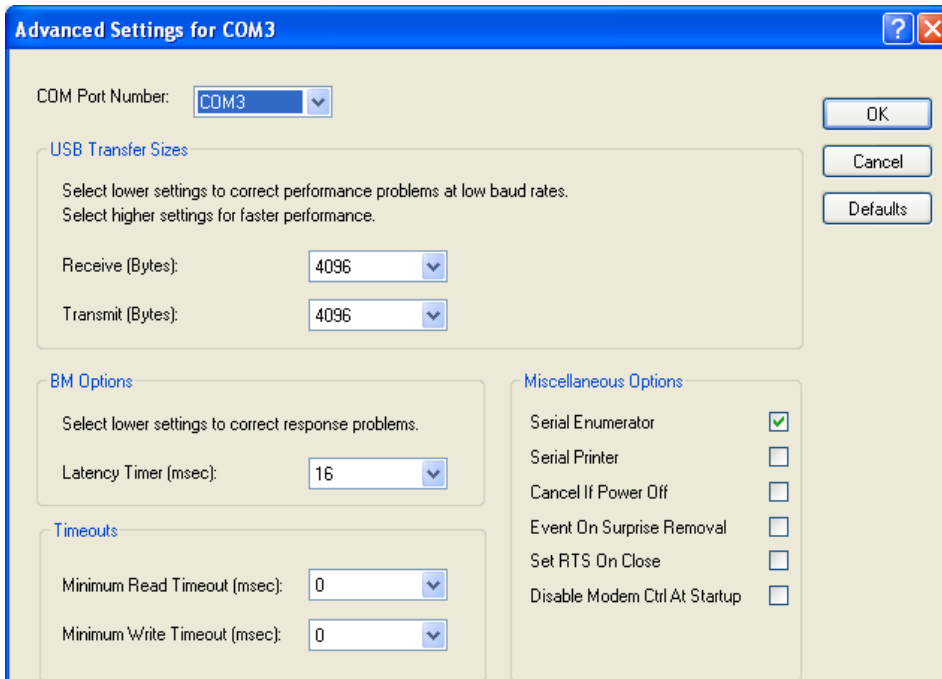 Advanced Settings for COM3
COM Port Number: COM3
OK
Cancel
Defaults
USB Transfer Sizes
Select lower settings to correct performance problems at low baud rates.
Select higher settings for faster performance.
Receive (Bytes): 4096
Transmit (Bytes): 4096
BM Options
Select lower settings to correct response problems.
Latency Timer (msec): 16
Timeouts
Minimum Read Timeout (msec): 0
Minimum Write Timeout (msec): 0
Miscellaneous Options
Serial Enumerator
Serial Printer
Cancel If Power Off
Event On Surprise Removal
Set RTS On Close
Disable Modem Ctrl At Startup